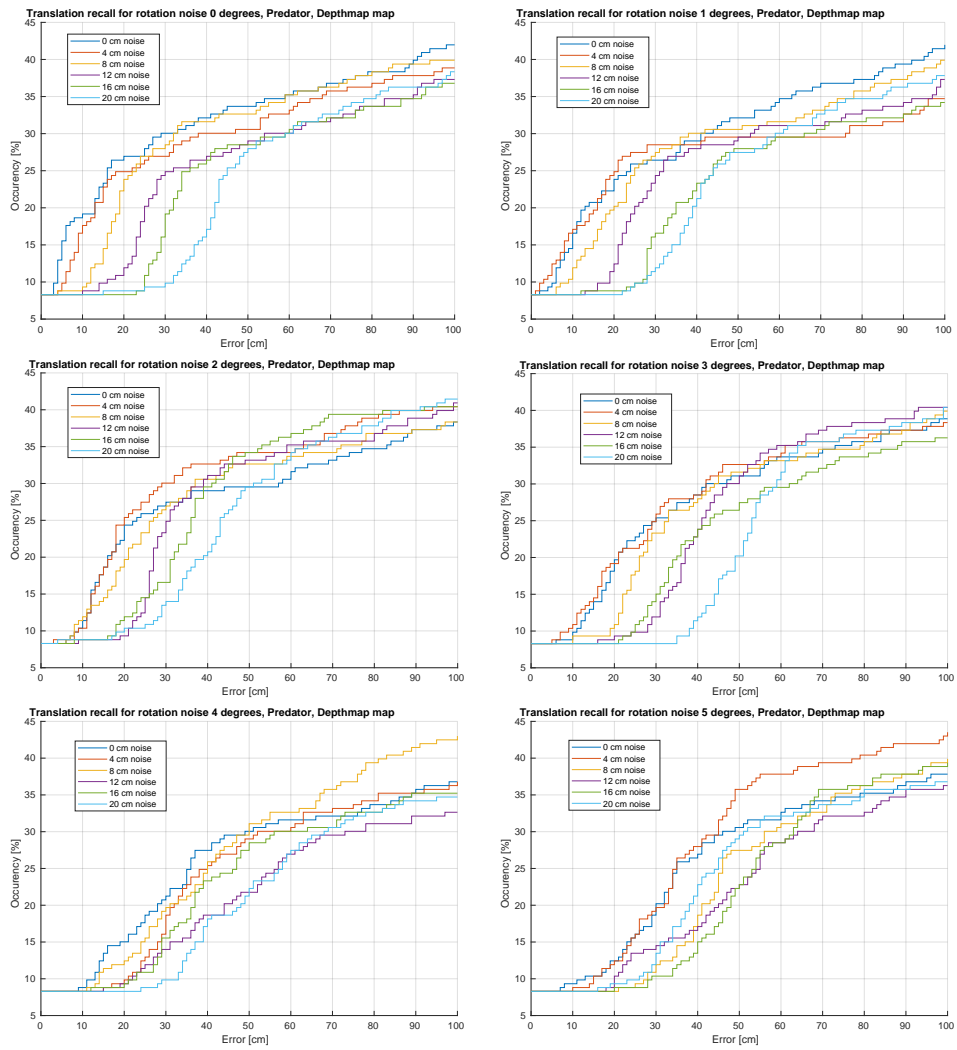 Translation recall for rotation noise 0 degrees, Predator, Depthmap map
45
40
35
30
25
20
15
10
5
Occurency [%]
0 cm noise
4 cm noise
8 cm noise
12 cm noise
16 cm noise
20 cm noise
0 10 20 30 40 50 60 70 80 90 100
Error [cm]
Translation recall for rotation noise 1 degrees, Predator, Depthmap map
45
40
35
30
25
20
15
10
5
Occurency [%]
0 cm noise
4 cm noise
8 cm noise
12 cm noise
16 cm noise
20 cm noise
0 10 20 30 40 50 60 70 80 90 100
Error [cm]
Translation recall for rotation noise 2 degrees, Predator, Depthmap map
45
40
35
30
25
20
15
10
5
Occurency [%]
0 cm noise
4 cm noise
8 cm noise
12 cm noise
16 cm noise
20 cm noise
0 10 20 30 40 50 60 70 80 90 100
Error [cm]
Translation recall for rotation noise 3 degrees, Predator, Depthmap map
45
40
35
30
25
20
15
10
5
Occurency [%]
0 cm noise
4 cm noise
8 cm noise
12 cm noise
16 cm noise
20 cm noise
0 10 20 30 40 50 60 70 80 90 100
Error [cm]
Translation recall for rotation noise 4 degrees, Predator, Depthmap map
45
40
35
30
25
20
15
10
5
Occurency [%]
0 cm noise
4 cm noise
8 cm noise
12 cm noise
16 cm noise
20 cm noise
0 10 20 30 40 50 60 70 80 90 100
Error [cm]
Translation recall for rotation noise 5 degrees, Predator, Depthmap map
45
40
35
30
25
20
15
10
5
Occurency [%]
0 cm noise
4 cm noise
8 cm noise
12 cm noise
16 cm noise
20 cm noise
0 10 20 30 40 50 60 70 80 90 100
Error [cm]